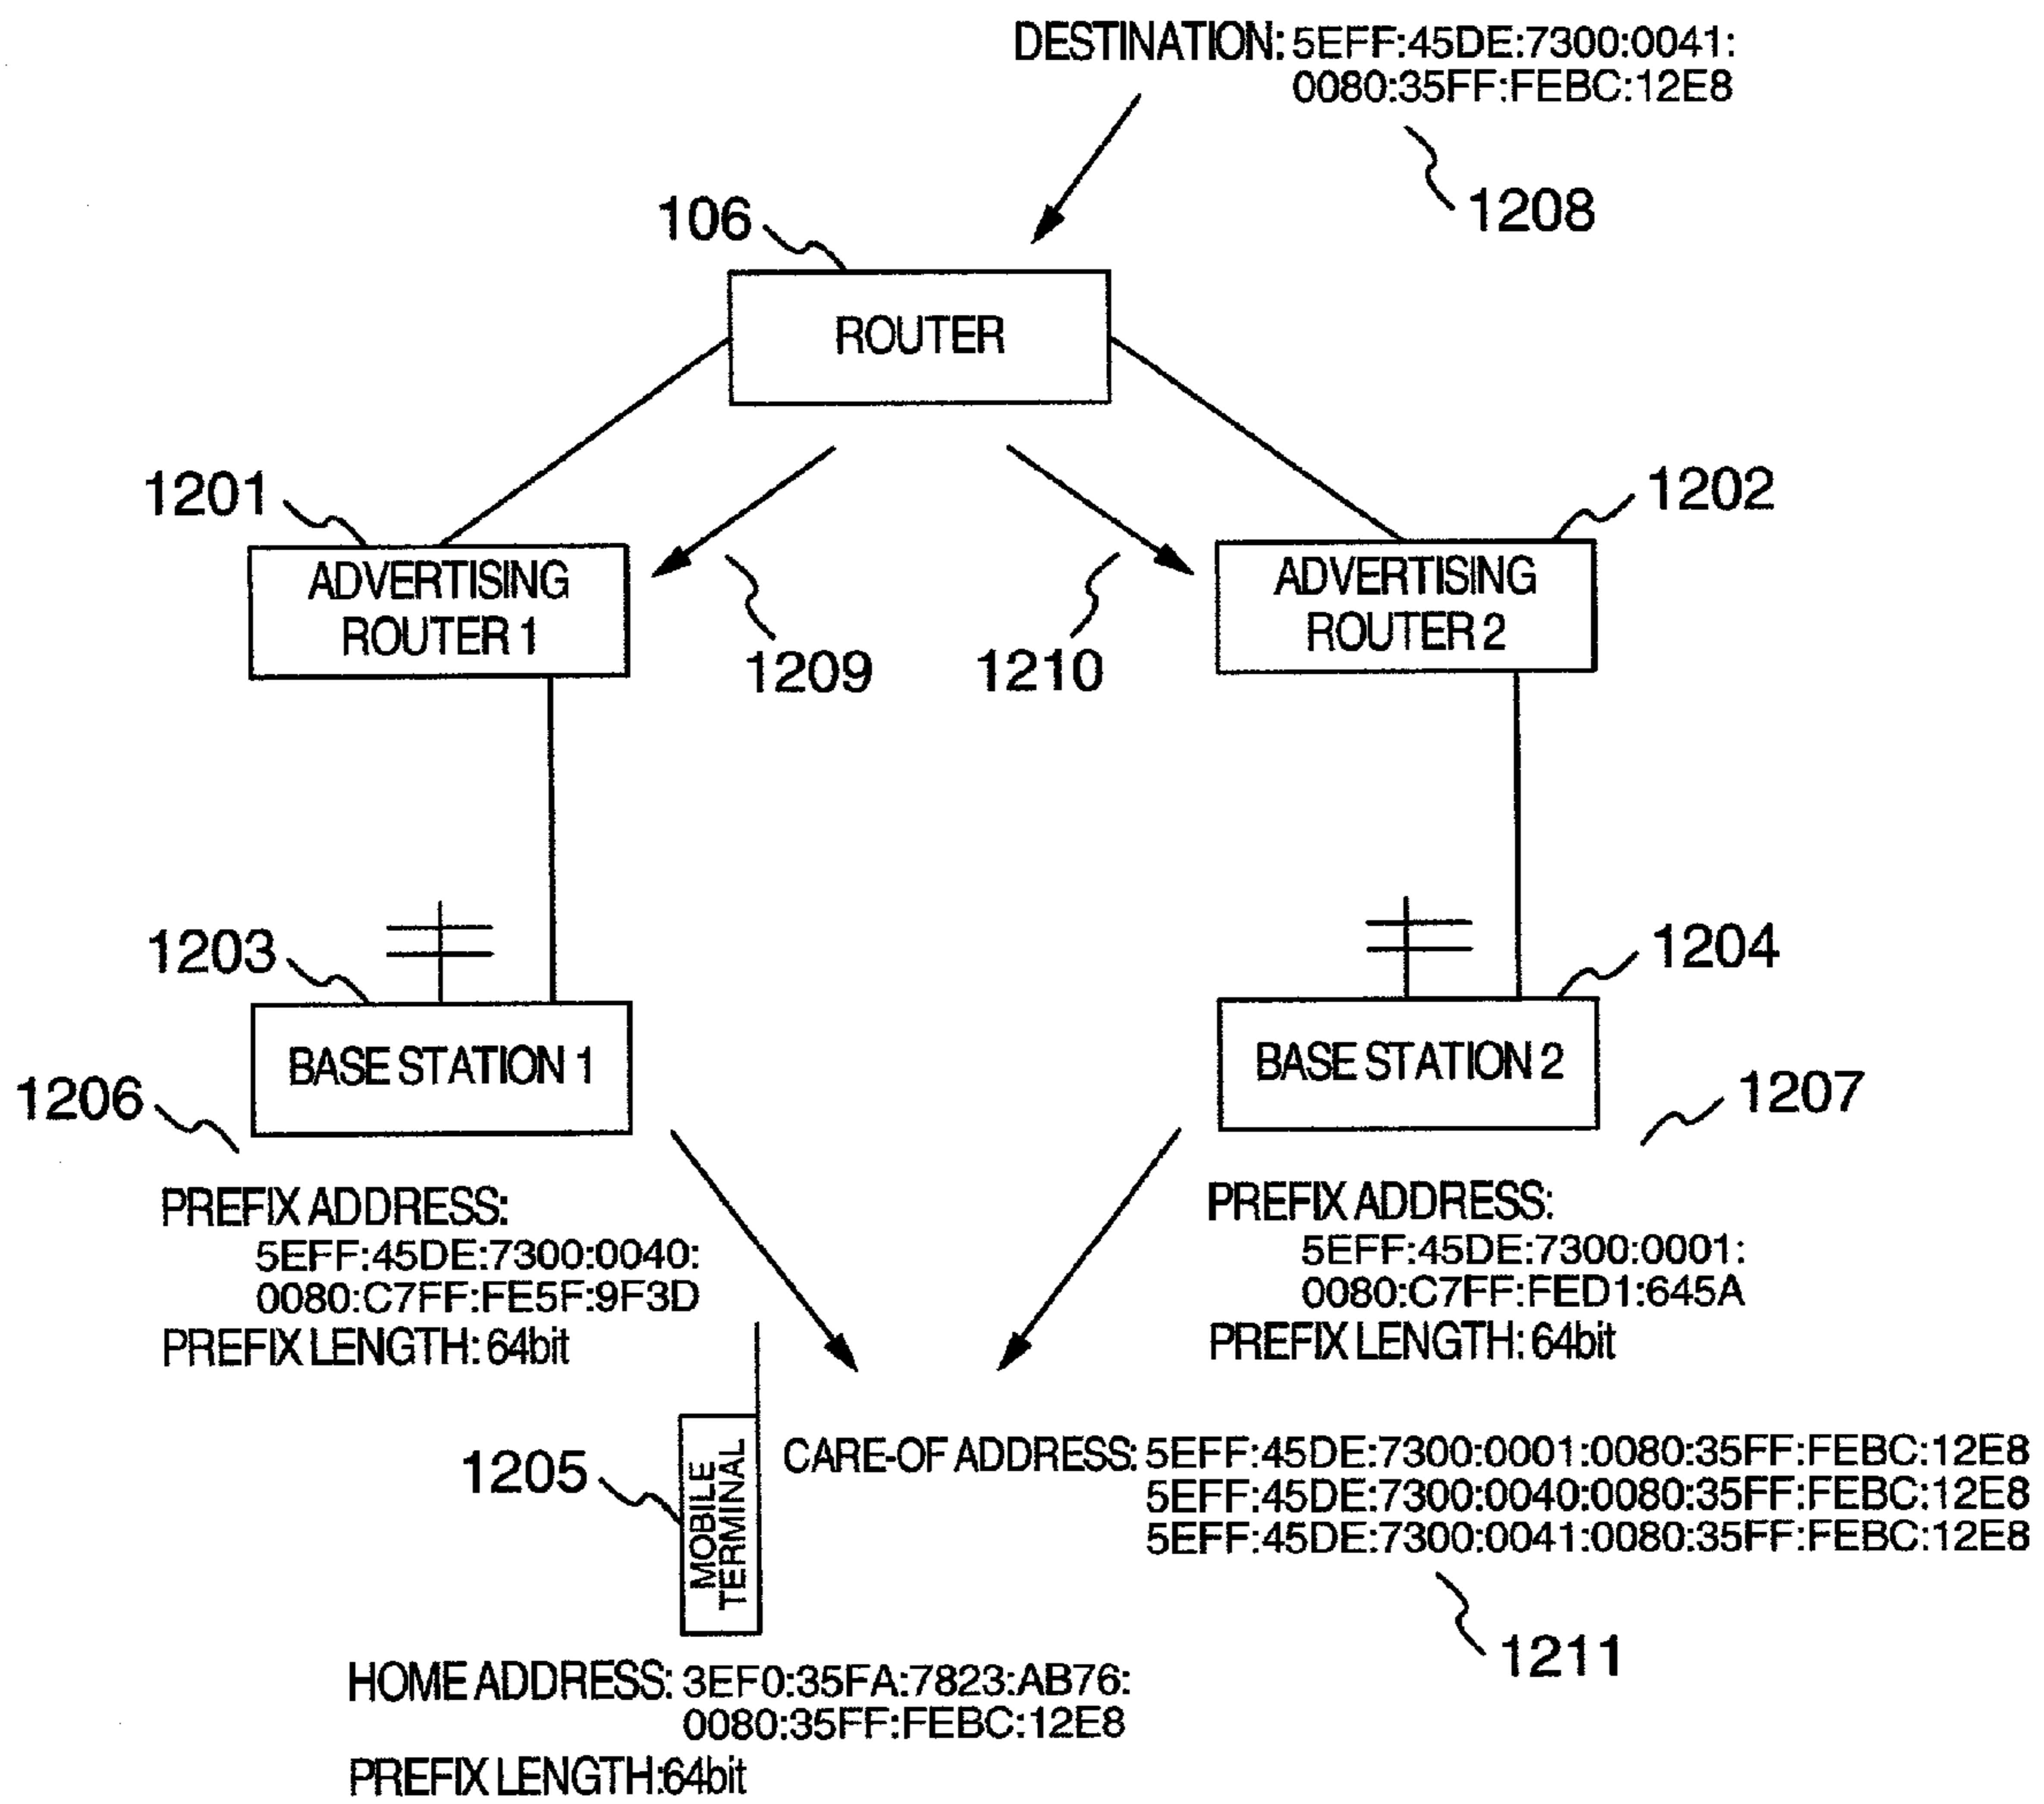 DESTINATION: 5EFF:45DE:7300:0041:
0080:35FF:FEBC:12E8
1208
106
ROUTER
1201
1202
ADVERTISING
ROUTER 1
ADVERTISING
ROUTER 2
1209
1210
1203
1204
BASE STATION 1
BASE STATION 2
1206
1207
PREFIX ADDRESS:
5EFF:45DE:7300:0040:
0080:C7FF:FE5F:9F3D
PREFIX LENGTH: 64bit
PREFIX ADDRESS:
5EFF:45DE:7300:0001:
0080:C7FF:FED1:645A
PREFIX LENGTH: 64bit
1205
MOBILE
TERMINAL
CARE-OF ADDRESS: 5EFF:45DE:7300:0001:0080:35FF:FEBC:12E8
5EFF:45DE:7300:0040:0080:35FF:FEBC:12E8
5EFF:45DE:7300:0041:0080:35FF:FEBC:12E8
1211
HOME ADDRESS: 3EF0:35FA:7823:AB76:
0080:35FF:FEBC:12E8
PREFIX LENGTH:64bit